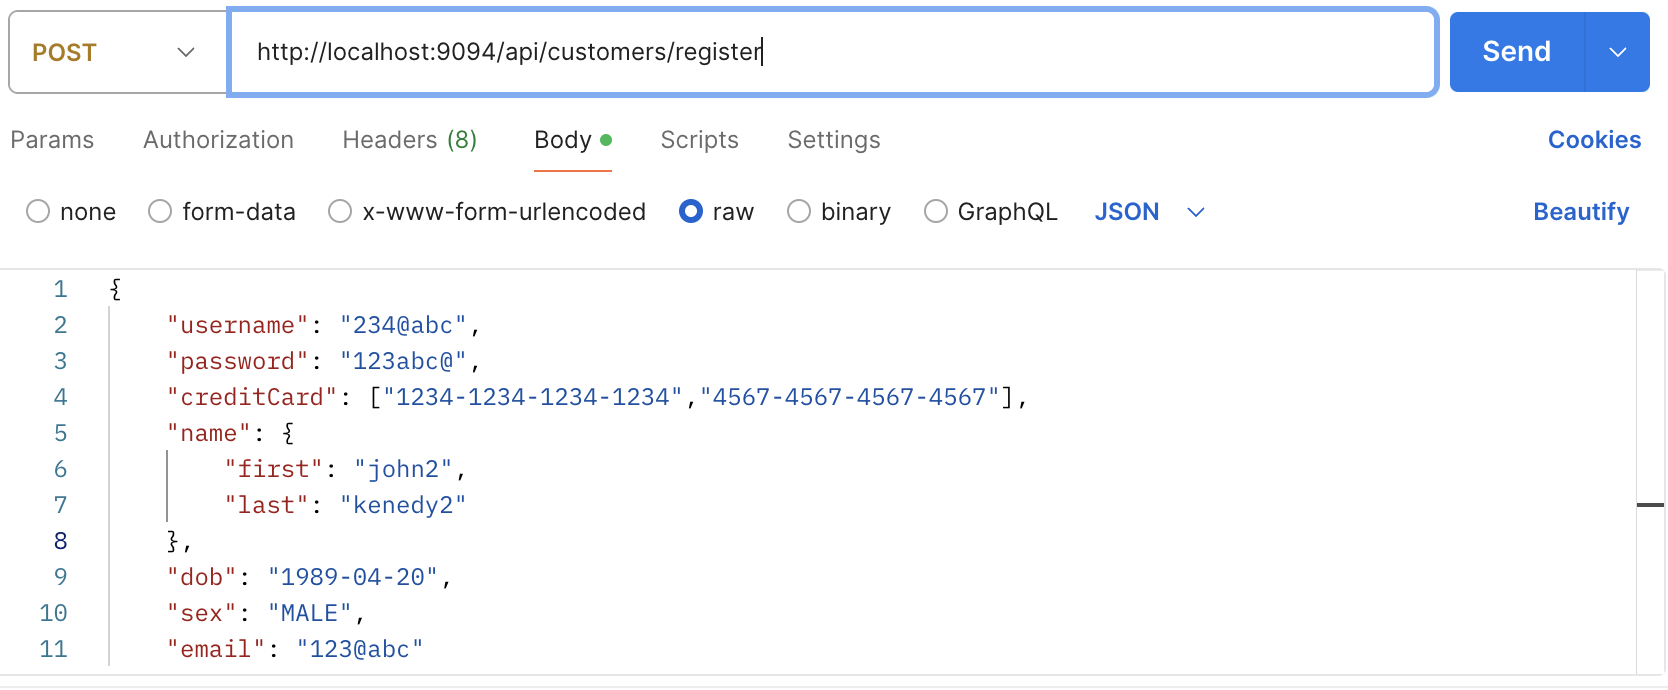 POST http://localhost:9094/api/customers/register Send
Params Authorization Headers (8) Body Scripts Settings Cookies
none form-data x-www-form-urlencoded raw binary GraphQL JSON Beautify
1 {
2 "username": "234@abc",
3 "password": "123abc@",
4 "creditCard": ["1234-1234-1234-1234","4567-4567-4567-4567"],
5 "name": {
6 "first": "john2",
7 "last": "kenedy2"
8 },
9 "dob": "1989-04-20",
10 "sex": "MALE",
11 "email": "123@abc"